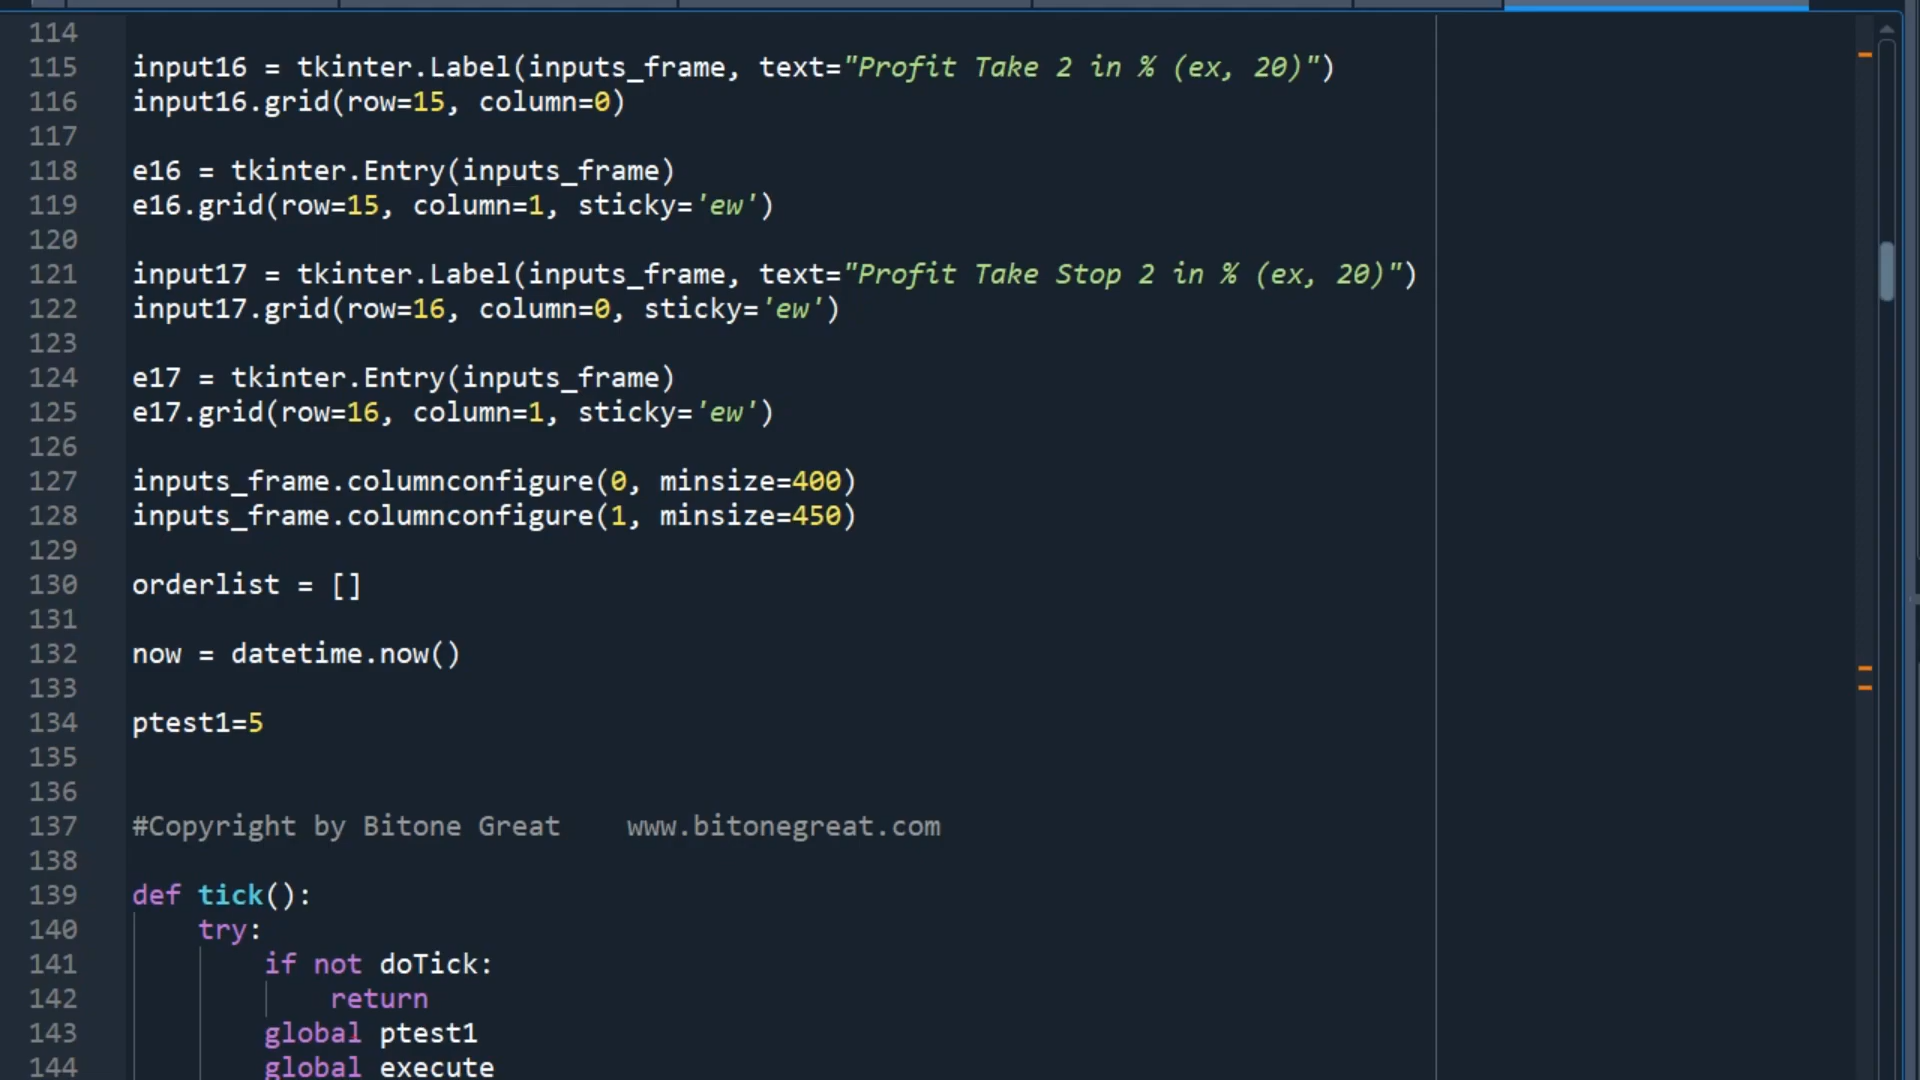 114
115 input16 = tkinter.Label(inputs_frame, text="Profit Take 2 in % (ex, 20)")
116 input16.grid(row=15, column=0)
117
118 e16 = tkinter.Entry(inputs_frame)
119 e16.grid(row=15, column=1, sticky='ew')
120
121 input17 = tkinter.Label(inputs_frame, text="Profit Take Stop 2 in % (ex, 20)")
122 input17.grid(row=16, column=0, sticky='ew')
123
124 e17 = tkinter.Entry(inputs_frame)
125 e17.grid(row=16, column=1, sticky='ew')
126
127 inputs_frame.columnconfigure(0, minsize=400)
128 inputs_frame.columnconfigure(1, minsize=450)
129
130 orderlist = []
131
132 now = datetime.now()
133
134 ptest1=5
135
136
137 #Copyright by Bitone Great    www.bitonegreat.com
138
139 def tick():
140     try:
141         if not doTick:
142             return
143         global ptest1
144         global execute